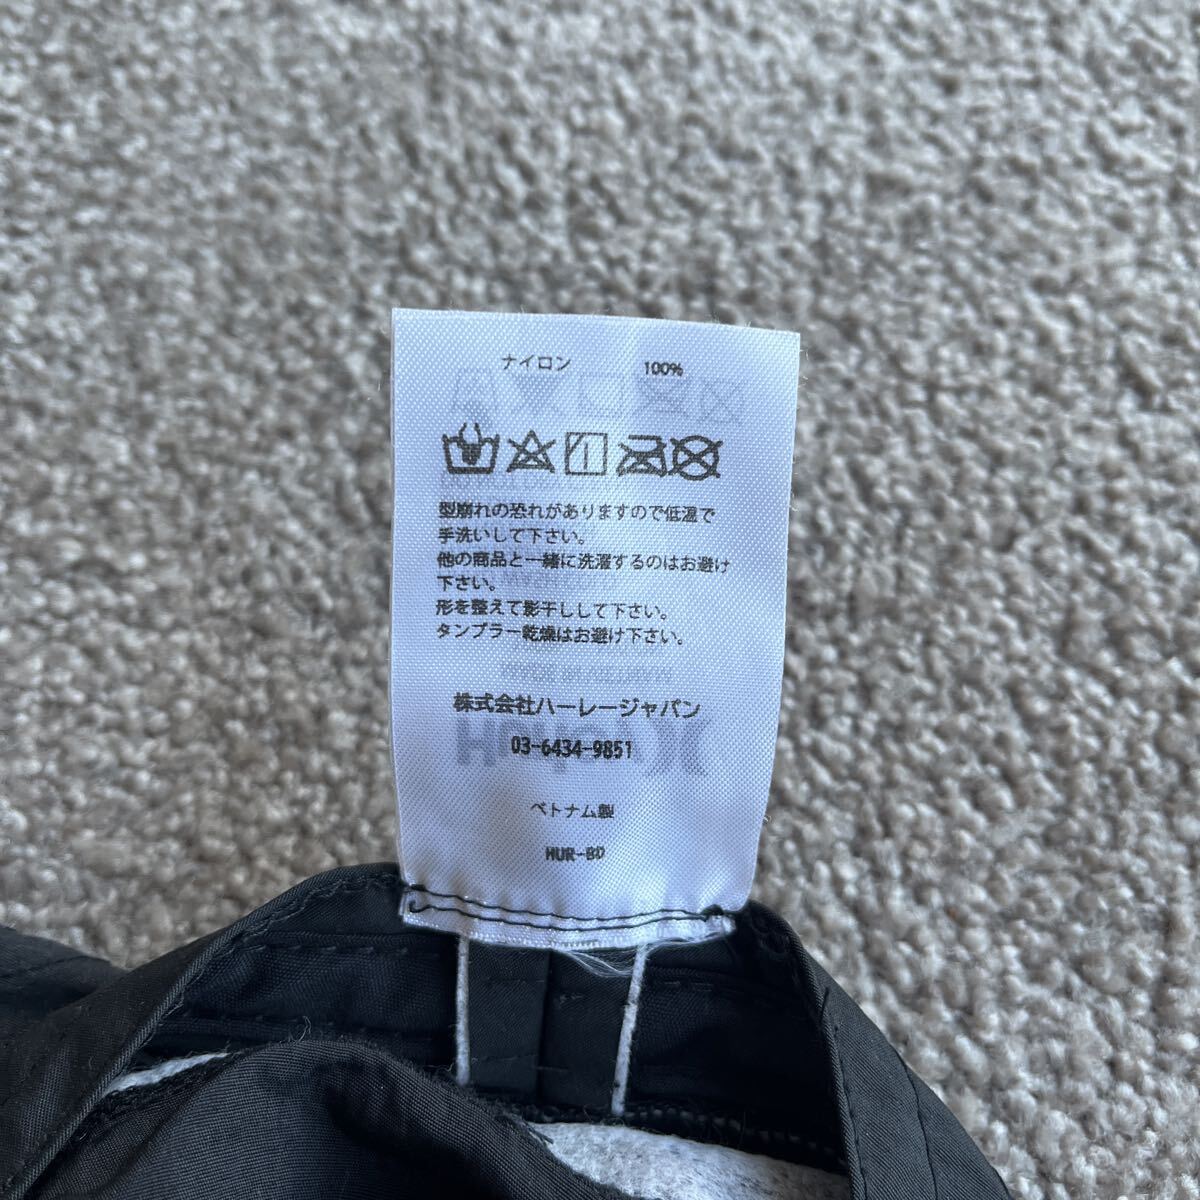 ナイロン 100%
型崩れの恐れがありますので低温で
手洗いして下さい。
他の商品と一緒に洗濯するのはお避け
下さい。
形を整えて影干しして下さい。
タンブラー乾燥はお避け下さい。
株式会社ハーレージャパン
03-6434-9851
ベトナム製
HUR-BD